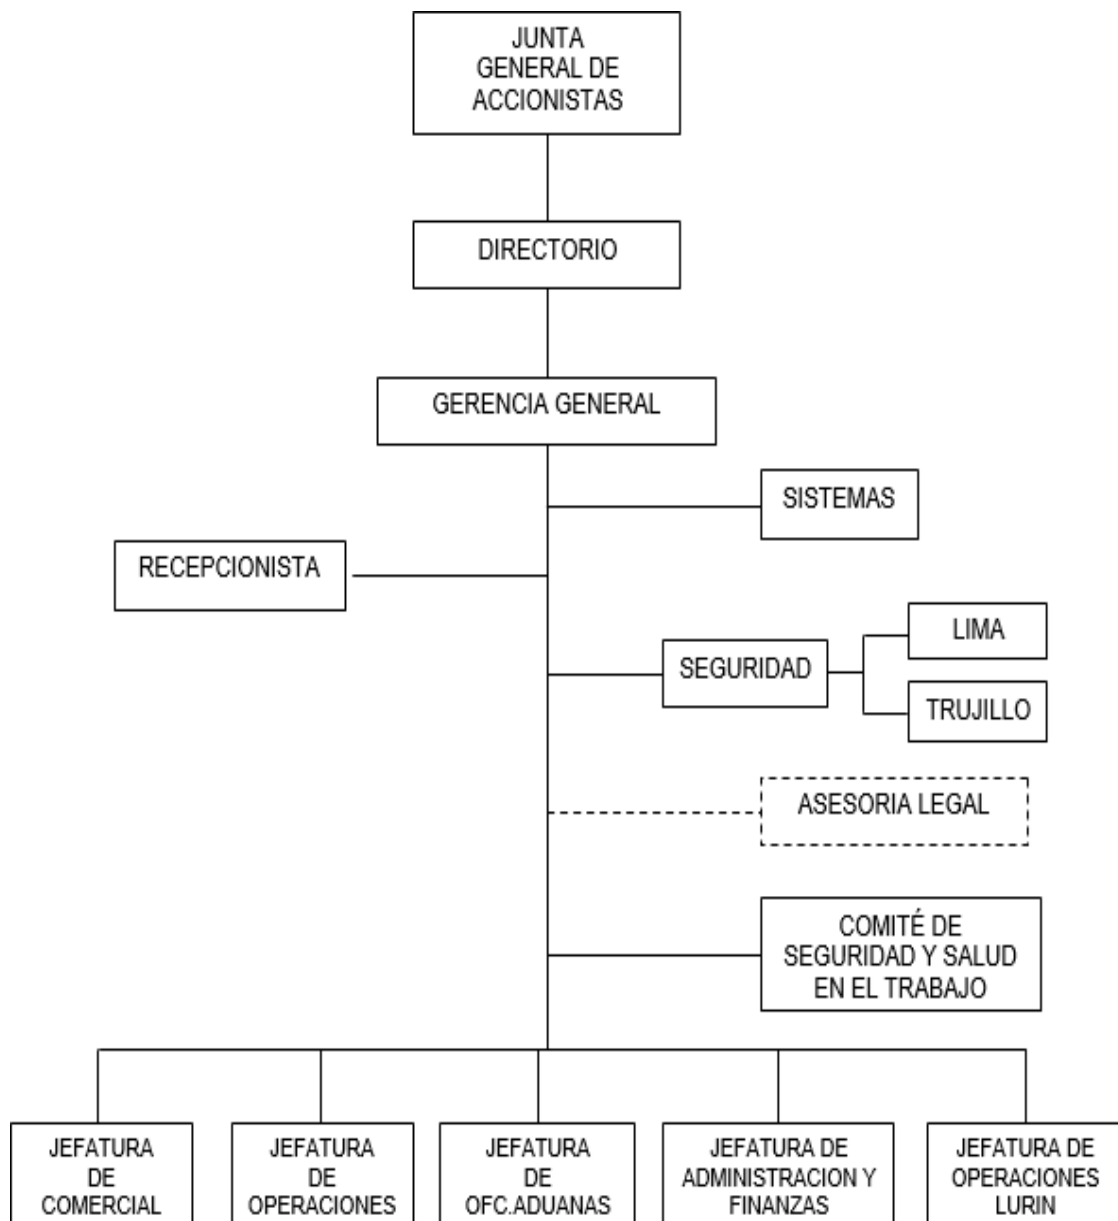 JUNTA
GENERAL DE
ACCIONISTAS
DIRECTORIO
GERENCIA GENERAL
SISTEMAS
RECEPCIONISTA
LIMA
SEGURIDAD
TRUJILLO
ASESORIA LEGAL
COMITÉ DE
SEGURIDAD Y SALUD
EN EL TRABAJO
JEFATURA
DE
COMERCIAL
JEFATURA
DE
OPERACIONES
JEFATURA
DE
OFC.ADUANAS
JEFATURA DE
ADMINISTRACION Y
FINANZAS
JEFATURA DE
OPERACIONES
LURIN